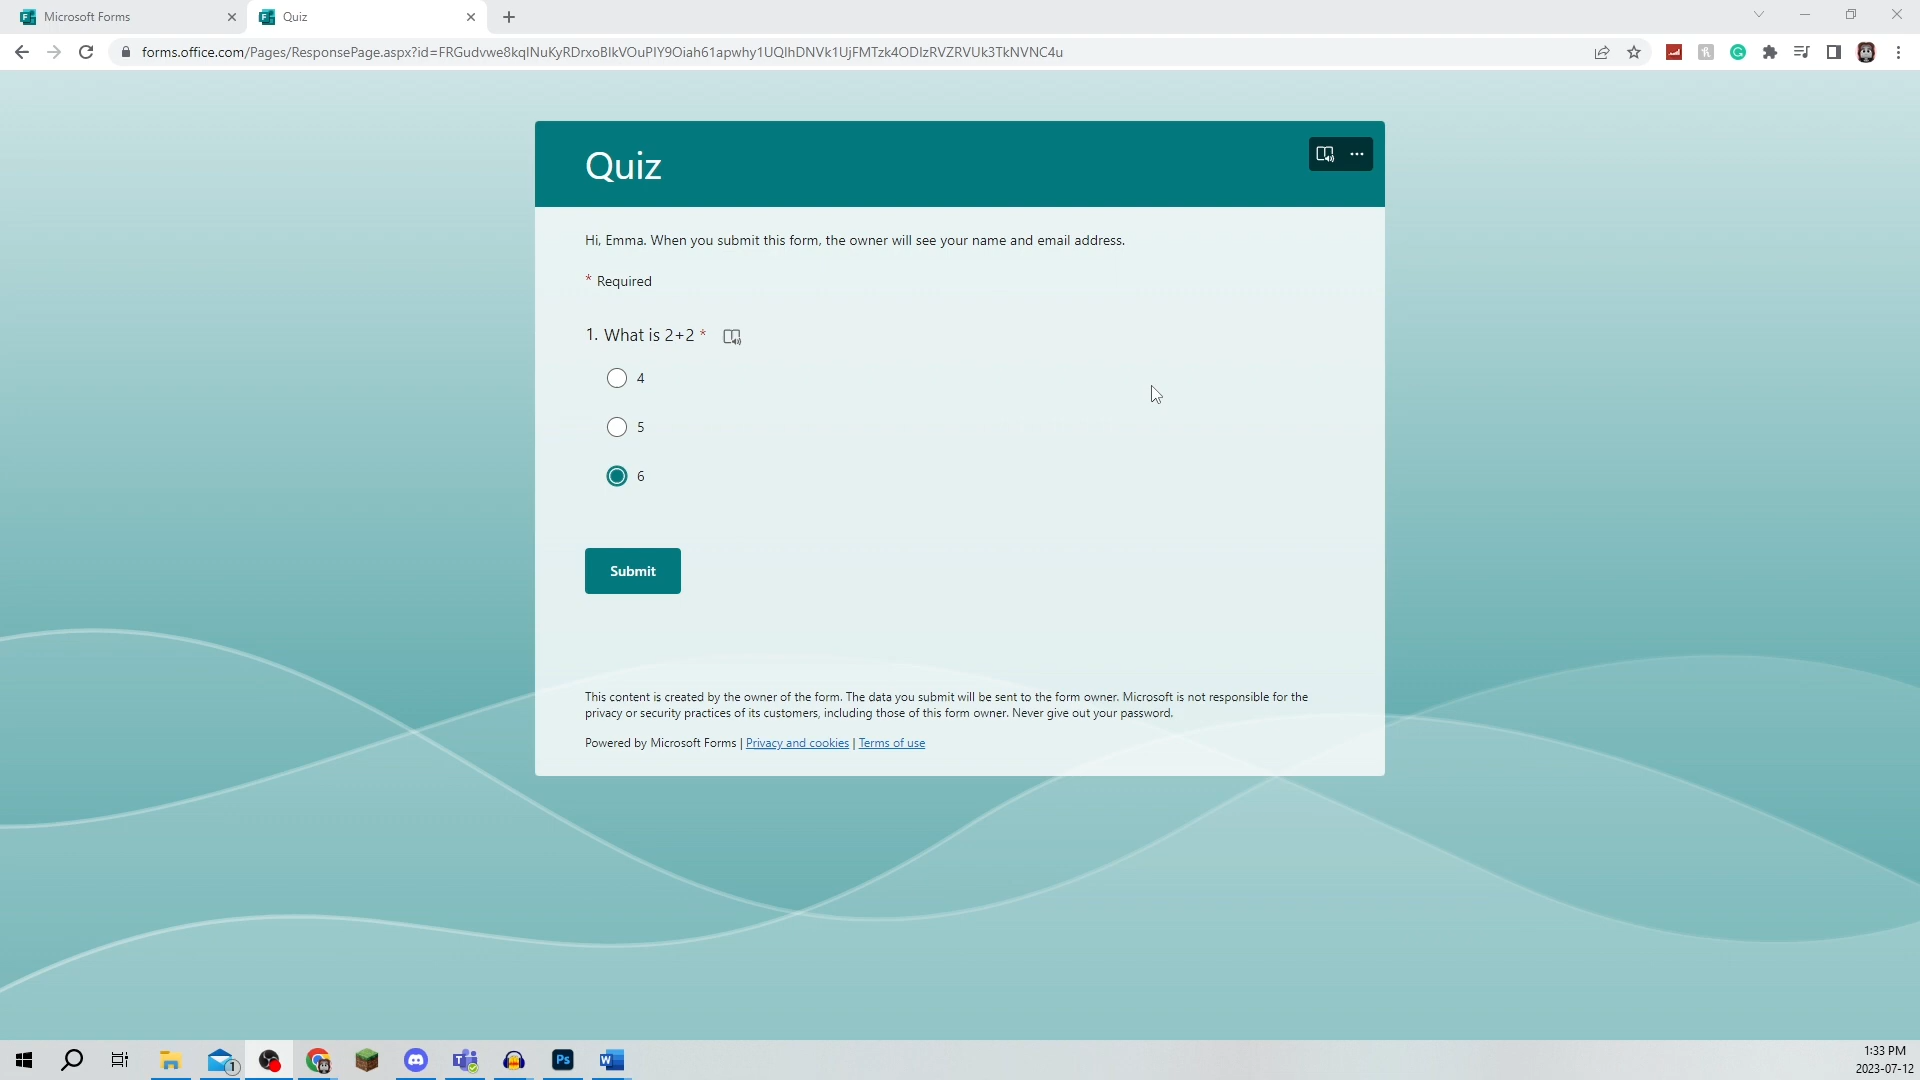 Microsoft Forms
Quiz
forms.office.com/Pages/ResponsePage.aspx?id=FRGudvwe8kqlNuKyRDrxoBlkVOuPIY9Oiah61apwhy1UQlhDNVk1UjFMTzk4ODIzRVZRVUk3TkNVNC4u
Quiz
Hi, Emma. When you submit this form, the owner will see your name and email address.
* Required
1. What is 2+2 *
4
5
6
Submit
This content is created by the owner of the form. The data you submit will be sent to the form owner. Microsoft is not responsible for the
privacy or security practices of its customers, including those of this form owner. Never give out your password.
Powered by Microsoft Forms | Privacy and cookies | Terms of use
1
Ps
W
1:33 PM
2023-07-12